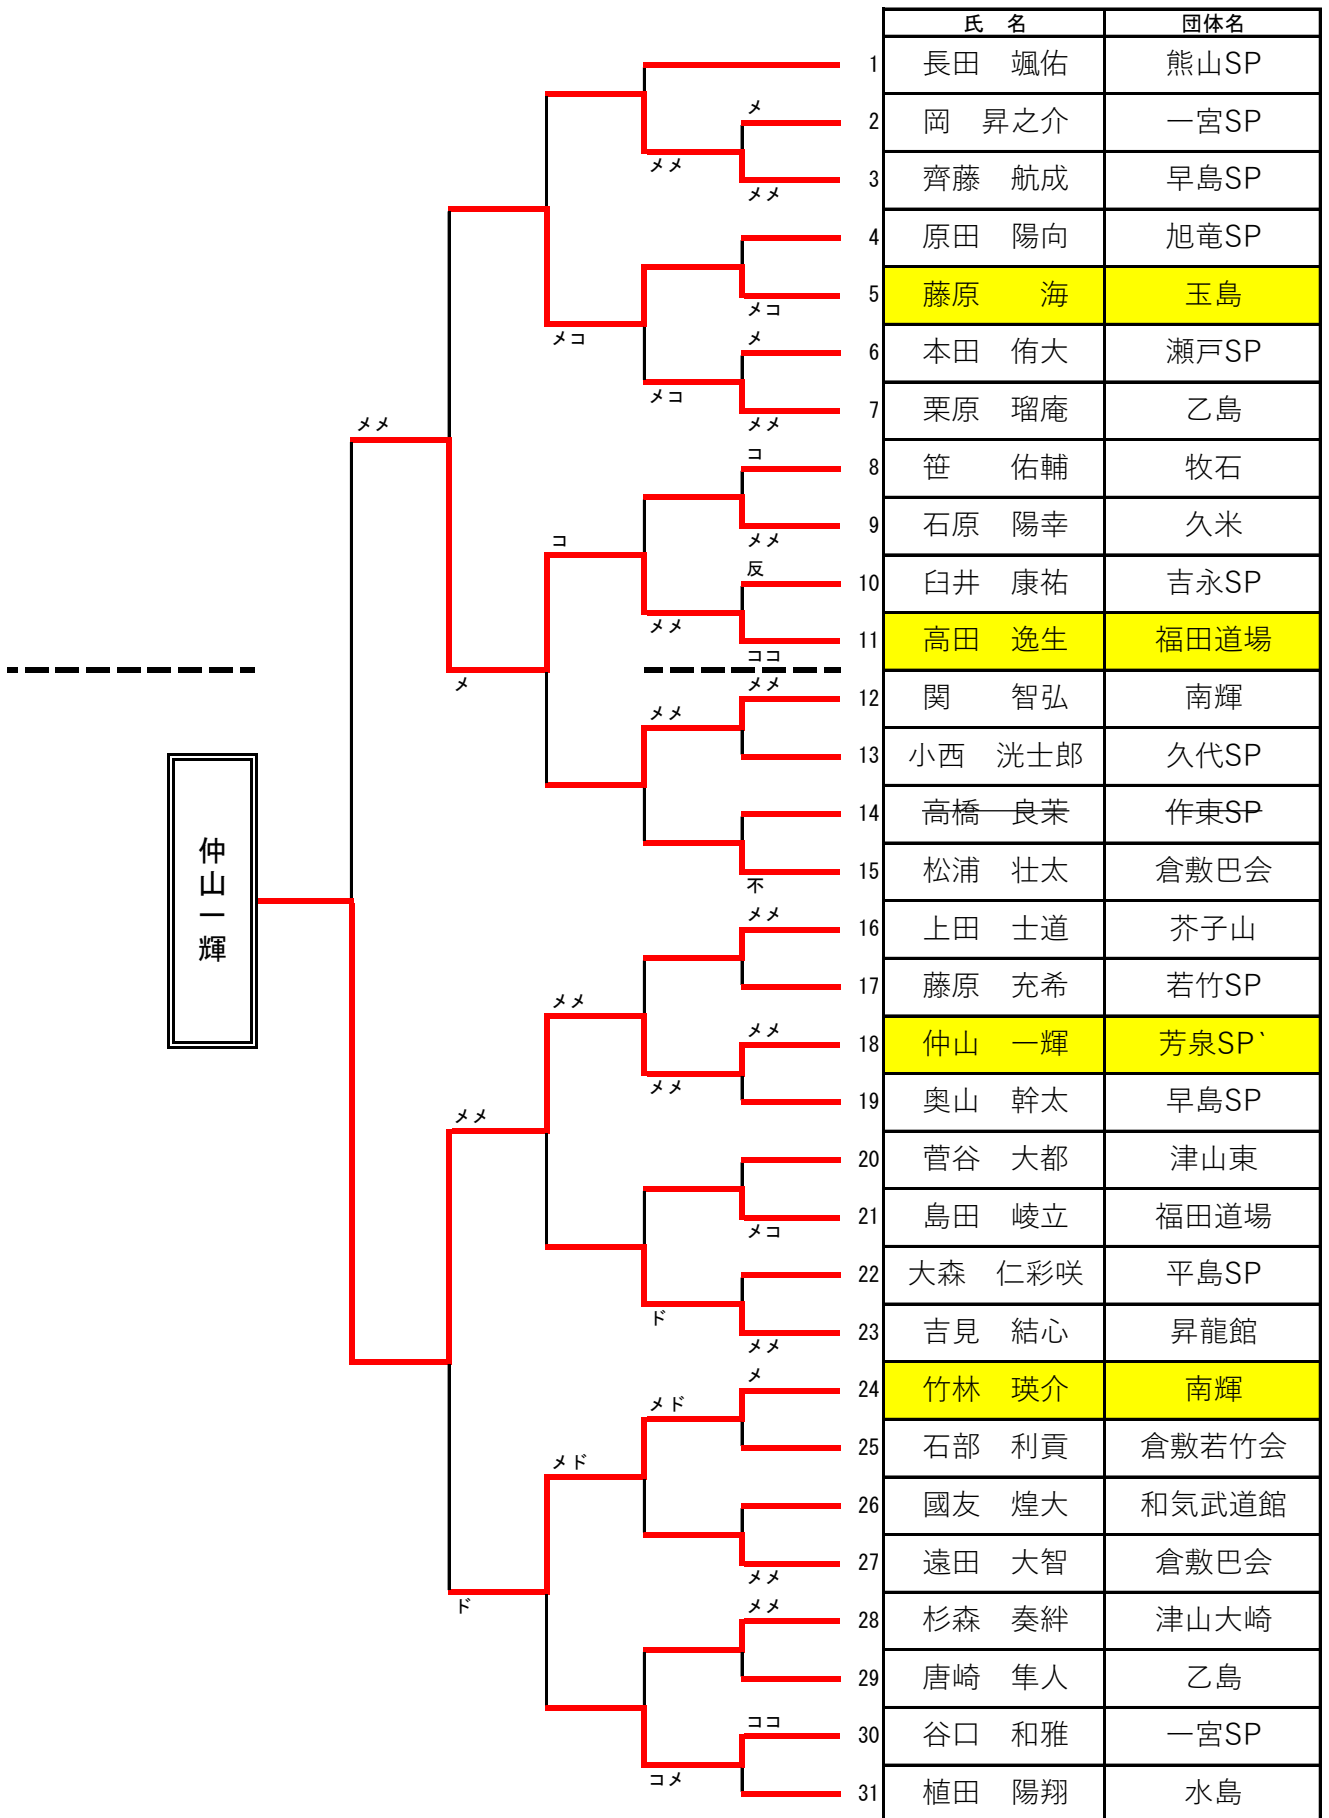 氏　名　団体名
1　長田　颯佑　熊山SP
メ
2　岡　昇之介　一宮SP
メメ
3　齊藤　航成　早島SP
メメ
4　原田　陽向　旭竜SP
5　藤原　海　玉島
メコ
メコ
メ
6　本田　侑大　瀬戸SP
メコ
7　栗原　瑠庵　乙島
メメ
メメ
コ
8　笹　佑輔　牧石
9　石原　陽幸　久米
コ
メメ
反
10　臼井　康祐　吉永SP
メメ
11　高田　逸生　福田道場
ココ
メ
メメ
12　関　智弘　南輝
メメ
13　小西　洸士郎　久代SP
14　高橋　良茉　作東SP
15　松浦　壮太　倉敷巴会
不
仲山一輝
メメ
16　上田　士道　芥子山
17　藤原　充希　若竹SP
メメ
メメ
18　仲山　一輝　芳泉SP`
メメ
19　奥山　幹太　早島SP
メメ
20　菅谷　大都　津山東
21　島田　崚立　福田道場
メコ
22　大森　仁彩咲　平島SP
ド
23　吉見　結心　昇龍館
メメ
メ
24　竹林　瑛介　南輝
メド
25　石部　利貢　倉敷若竹会
メド
26　國友　煌大　和気武道館
27　遠田　大智　倉敷巴会
メメ
ド
メメ
28　杉森　奏絆　津山大崎
29　唐崎　隼人　乙島
ココ
30　谷口　和雅　一宮SP
コメ
31　植田　陽翔　水島